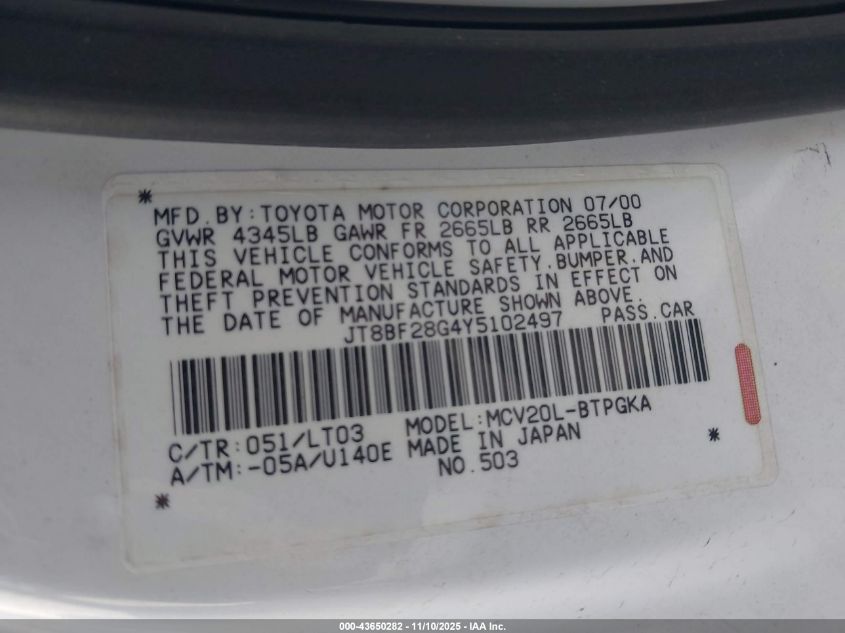 MFD.BY:TOYOTA MOTOR CORPORATION 07/00
GVWR 4345LB GAWR FR 2665LB RR 2665LB
THIS VEHICLE CONFORMS TO ALL APPLICABLE
FEDERAL MOTOR VEHICLE SAFETY,BUMPER,AND
THEFT PREVENTION STANDARDS IN EFFECT ON
THE DATE OF MANUFACTURE SHOWN ABOVE.
JT8BF28G4Y5102497 PASS.CAR
C/TR:051/LT03 MODEL:MCV20L-BTPGKA
A/TM:-05A/U140E MADE IN JAPAN
NO.503
000-43650282 - 11/10/2025 - IAA Inc.